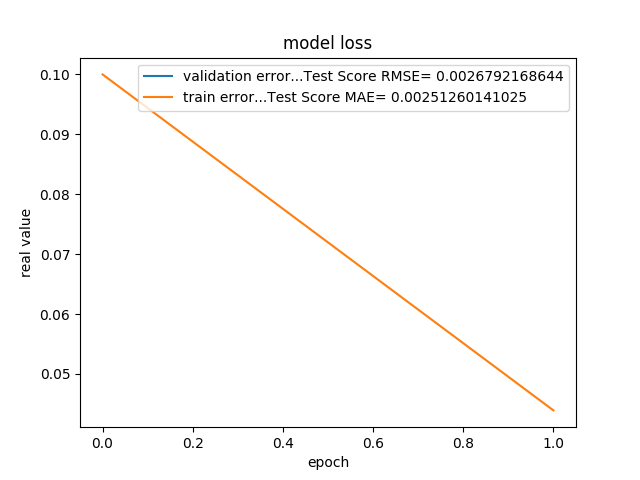 model loss
validation error...Test Score RMSE= 0.0026792168644
train error...Test Score MAE= 0.00251260141025
0.10
0.09
0.08
0.07
0.06
0.05
real value
0.0 0.2 0.4 0.6 0.8 1.0
epoch